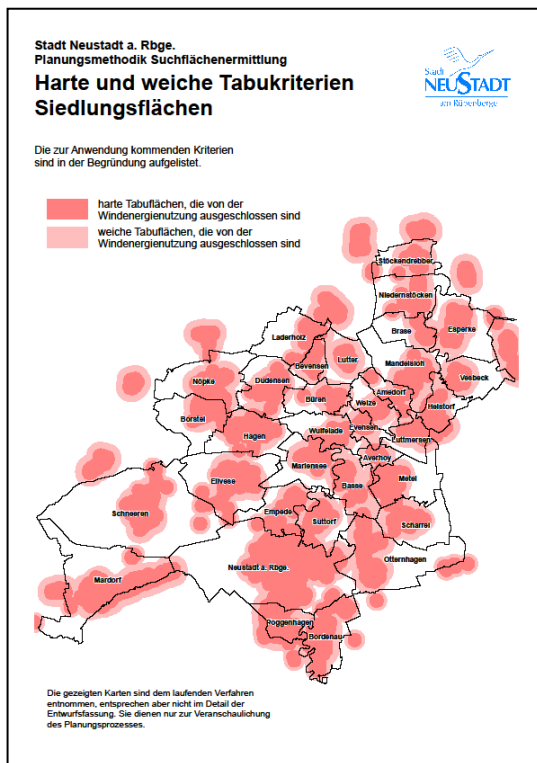 Stadt Neustadt a. Rbge.
Planungsmethodik Suchflächenermittlung
Harte und weiche Tabukriterien
Siedlungsflächen
Stadt
NEUSTADT
am Rübenberge
Die zur Anwendung kommenden Kriterien
sind in der Begründung aufgelistet.
harte Tabuflächen, die von der
Windenergienutzung ausgeschlossen sind
weiche Tabuflächen, die von der
Windenergienutzung ausgeschlossen sind
Stöckendrebber
Niedernstöcken
Brase
Esperke
Laderholz
Bevensen
Lutter
Mandelsloh
Vesbeck
Nöpke
Dudensen
Büren
Amedorf
Welze
Helstorf
Borstel
Hagen
Wulfelade
Evensen
Luttmersen
Mariensee
Averhoy
Eilvese
Basse
Metel
Schneeren
Empede
Suttorf
Scharrel
Otternhagen
Neustadt a. Rbge.
Mardorf
Poggenhagen
Bordenau
Die gezeigten Karten sind dem laufenden Verfahren
entnommen, entsprechen aber nicht im Detail der
Entwurfsfassung. Sie dienen nur zur Veranschaulichung
des Planungsprozesses.